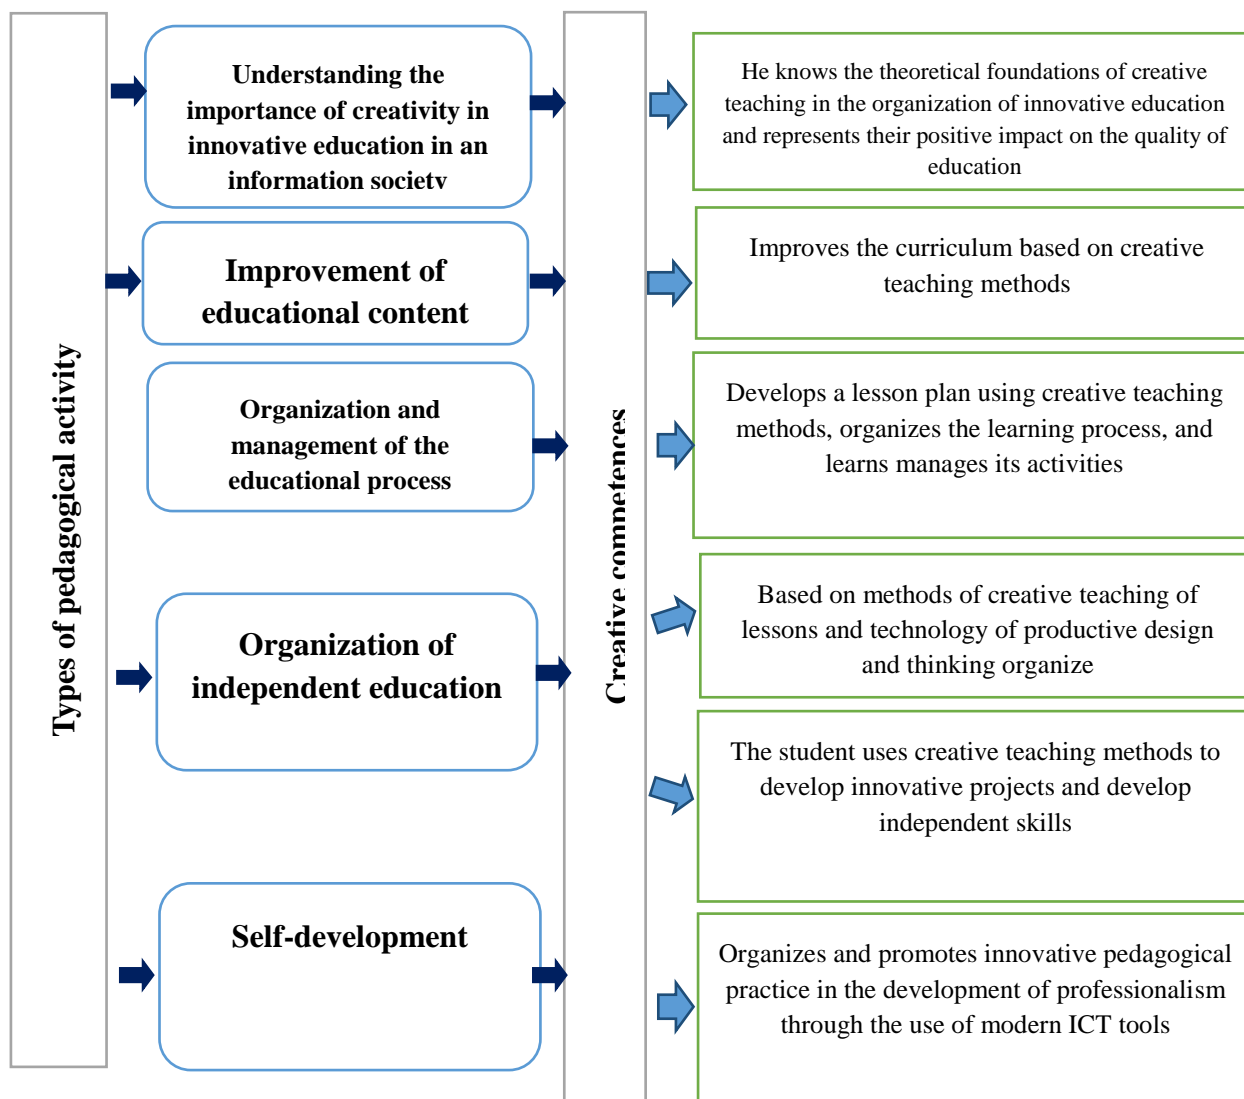 Types of pedagogical activity
Understanding the
importance of creativity in
innovative education in an
information society
Improvement of
educational content
Organization and
management of the
educational process
Organization of
independent education
Self-development
Creative competences
He knows the theoretical foundations of creative
teaching in the organization of innovative education
and represents their positive impact on the quality of
education
Improves the curriculum based on creative
teaching methods
Develops a lesson plan using creative teaching
methods, organizes the learning process, and
learns manages its activities
Based on methods of creative teaching of
lessons and technology of productive design
and thinking organize
The student uses creative teaching methods to
develop innovative projects and develop
independent skills
Organizes and promotes innovative pedagogical
practice in the development of professionalism
through the use of modern ICT tools